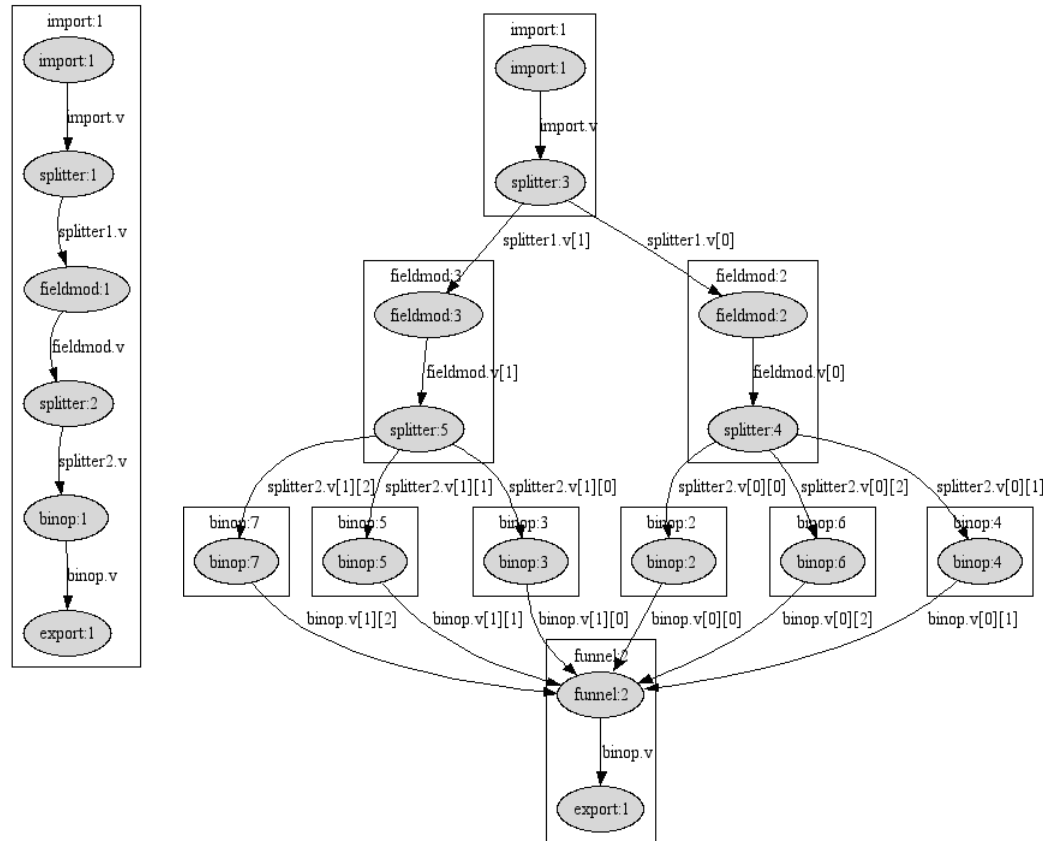 import:1
import:1
import.v
splitter:1
splitter1.v
fieldmod:1
fieldmod.v
splitter:2
splitter2.v
binop:1
binop.v
export:1
import:1
import:1
import.v
splitter:3
splitter1.v[1] splitter1.v[0]
fieldmod:3 fieldmod:2
fieldmod:3 fieldmod:2
fieldmod.v[1] fieldmod.v[0]
splitter:5 splitter:4
splitter2.v[1][2] splitter2.v[1][1] splitter2.v[1][0] splitter2.v[0][0] splitter2.v[0][2] splitter2.v[0][1]
binop:7 binop:5 binop:3 binop:2 binop:6 binop:4
binop:7 binop:5 binop:3 binop:2 binop:6 binop:4
binop.v[1][2] binop.v[1][1] binop.v[1][0] binop.v[0][0] binop.v[0][2] binop.v[0][1]
funnel:2
funnel:2
binop.v
export:1